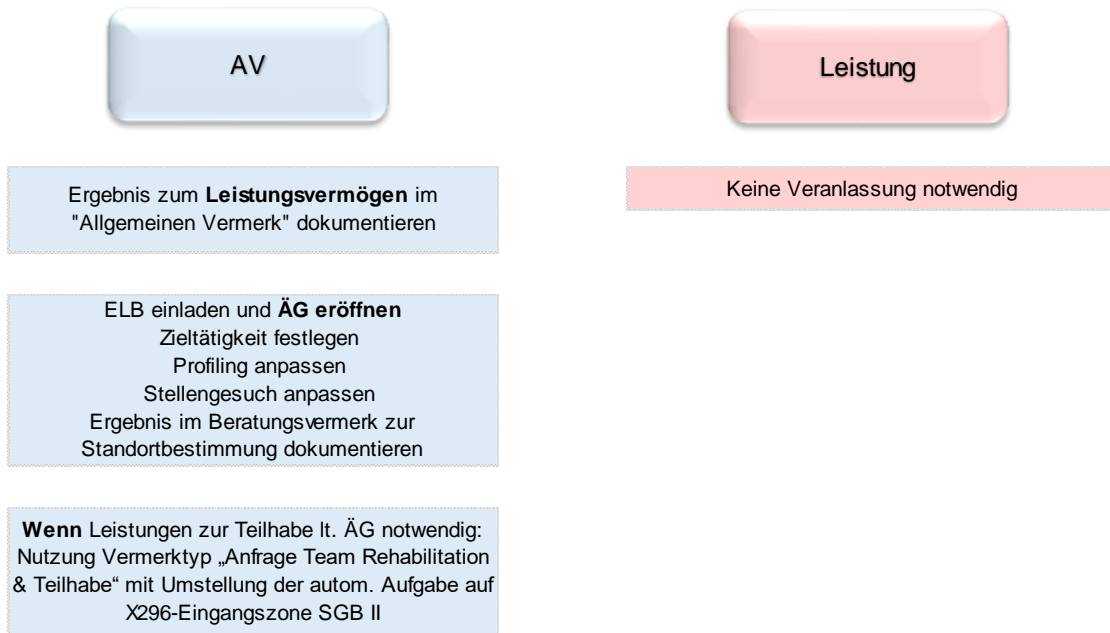 AV
Leistung
Ergebnis zum Leistungsvermögen im
"Allgemeinen Vermerk" dokumentieren
Keine Veranlassung notwendig
ELB einladen und ÄG eröffnen
Zieltätigkeit festlegen
Profiling anpassen
Stellengesuch anpassen
Ergebnis im Beratungsvermerk zur
Standortbestimmung dokumentieren
Wenn Leistungen zur Teilhabe lt. ÄG notwendig:
Nutzung Vermerktyp „Anfrage Team Rehabilitation
& Teilhabe“ mit Umstellung der autom. Aufgabe auf
X296-Eingangszone SGB II